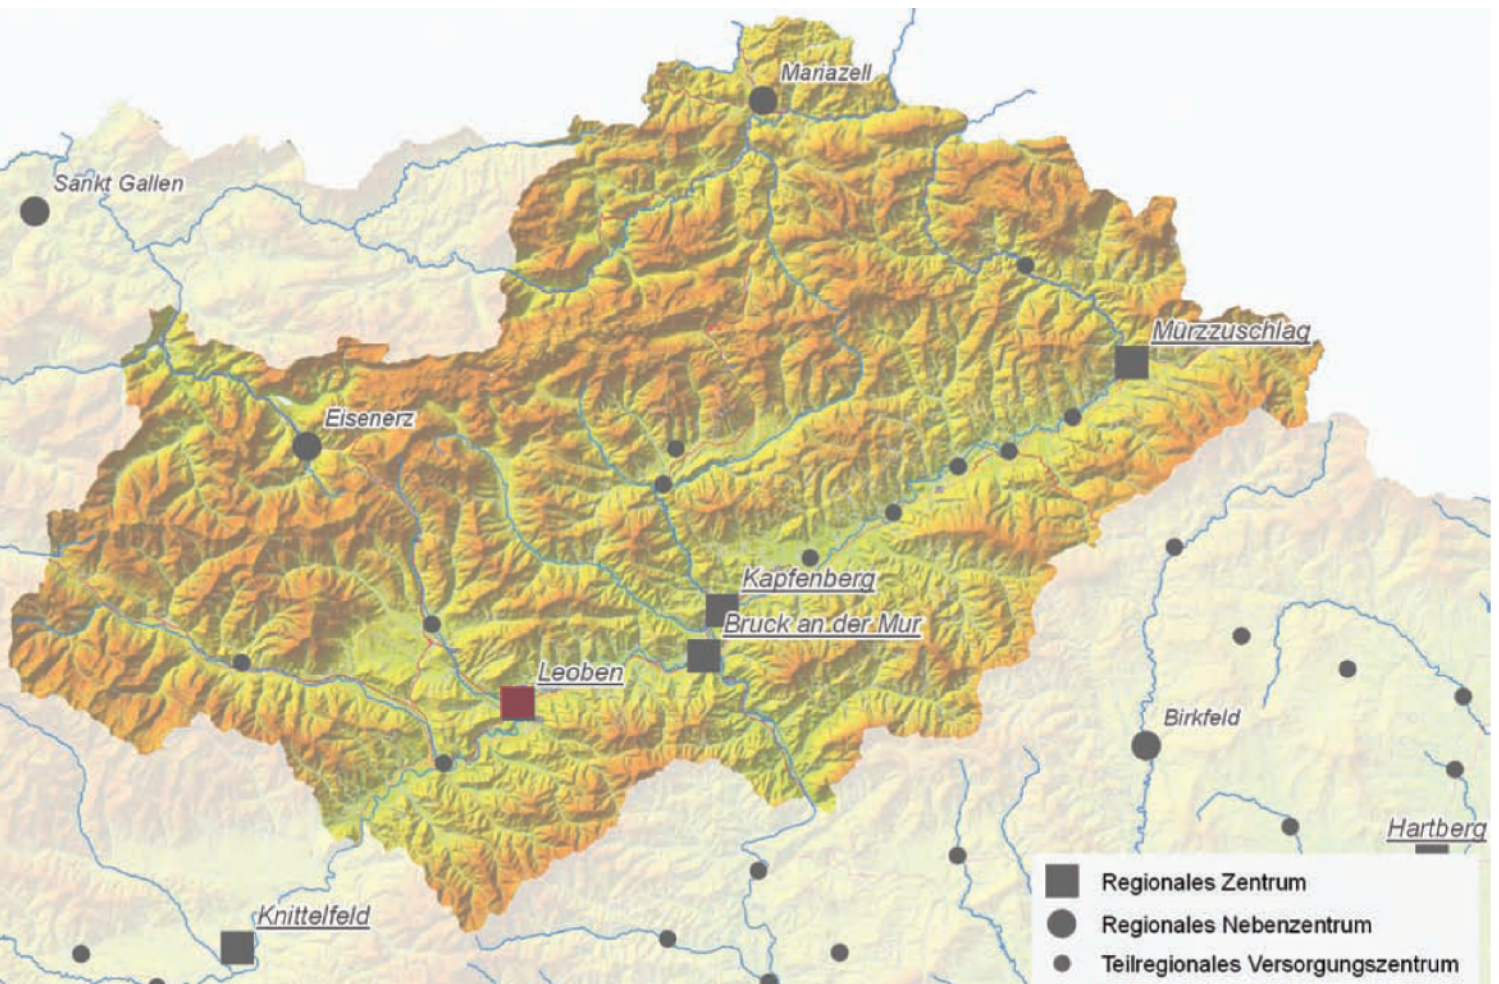 Mariazell
Sankt Gallen
Mürzzuschlag
Eisenerz
Kapfenberg
Bruck an der Mur
Leoben
Birkfeld
Hartberg
Knittelfeld
Regionales Zentrum
Regionales Nebenzentrum
Teilregionales Versorgungszentrum